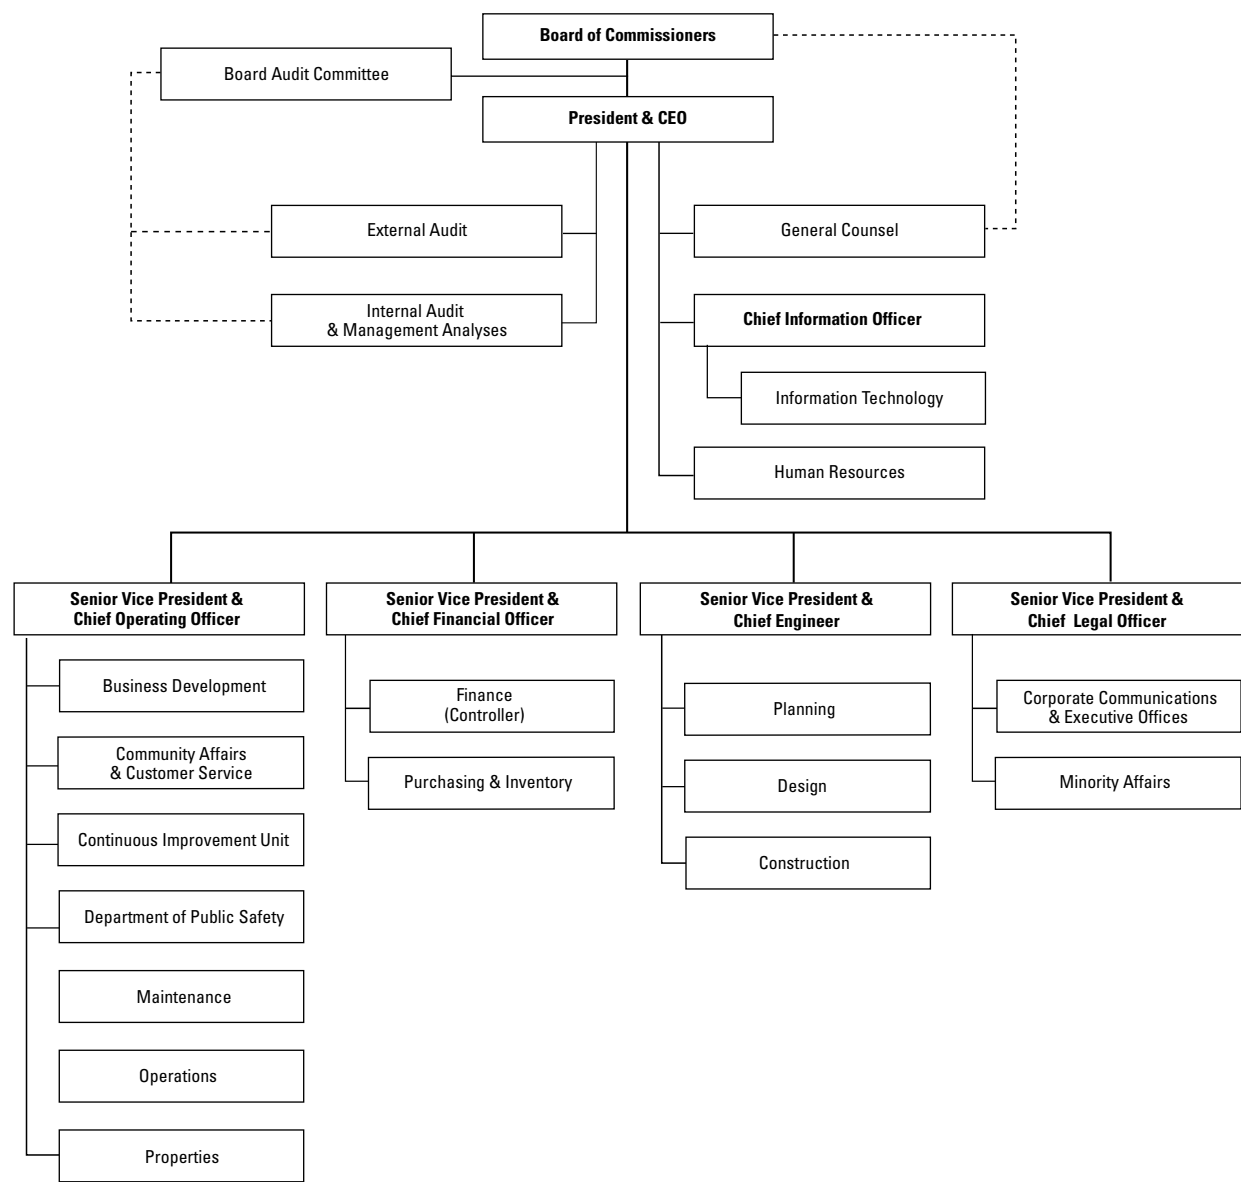 Board of Commissioners
Board Audit Committee
President & CEO
External Audit
General Counsel
Internal Audit
& Management Analyses
Chief Information Officer
Information Technology
Human Resources
Senior Vice President &
Chief Operating Officer
Senior Vice President &
Chief Financial Officer
Senior Vice President &
Chief Engineer
Senior Vice President &
Chief Legal Officer
Business Development
Community Affairs
& Customer Service
Continuous Improvement Unit
Department of Public Safety
Maintenance
Operations
Properties
Finance
(Controller)
Purchasing & Inventory
Planning
Design
Construction
Corporate Communications
& Executive Offices
Minority Affairs